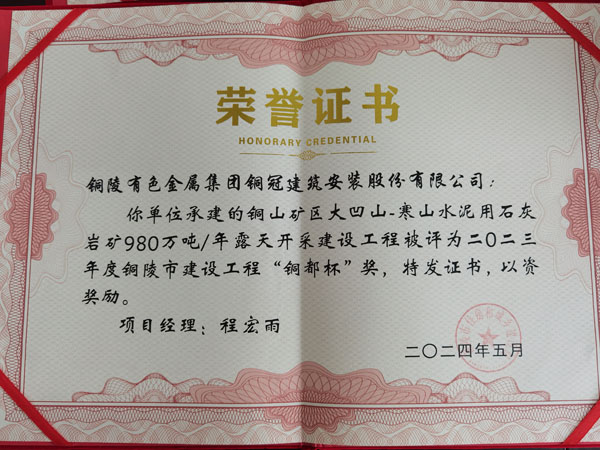 荣誉证书
HONORARY CREDENTIAL
铜陵有色金属集团铜冠建筑安装股份有限公司：
你单位承建的铜山矿区大凹山-寒山水泥用石灰
岩矿980万吨/年露天开采建设工程被评为二〇二三
年度铜陵市建设工程“铜都杯”奖，特发证书，以资
奖励。
项目经理：程宏雨
二〇二四年五月